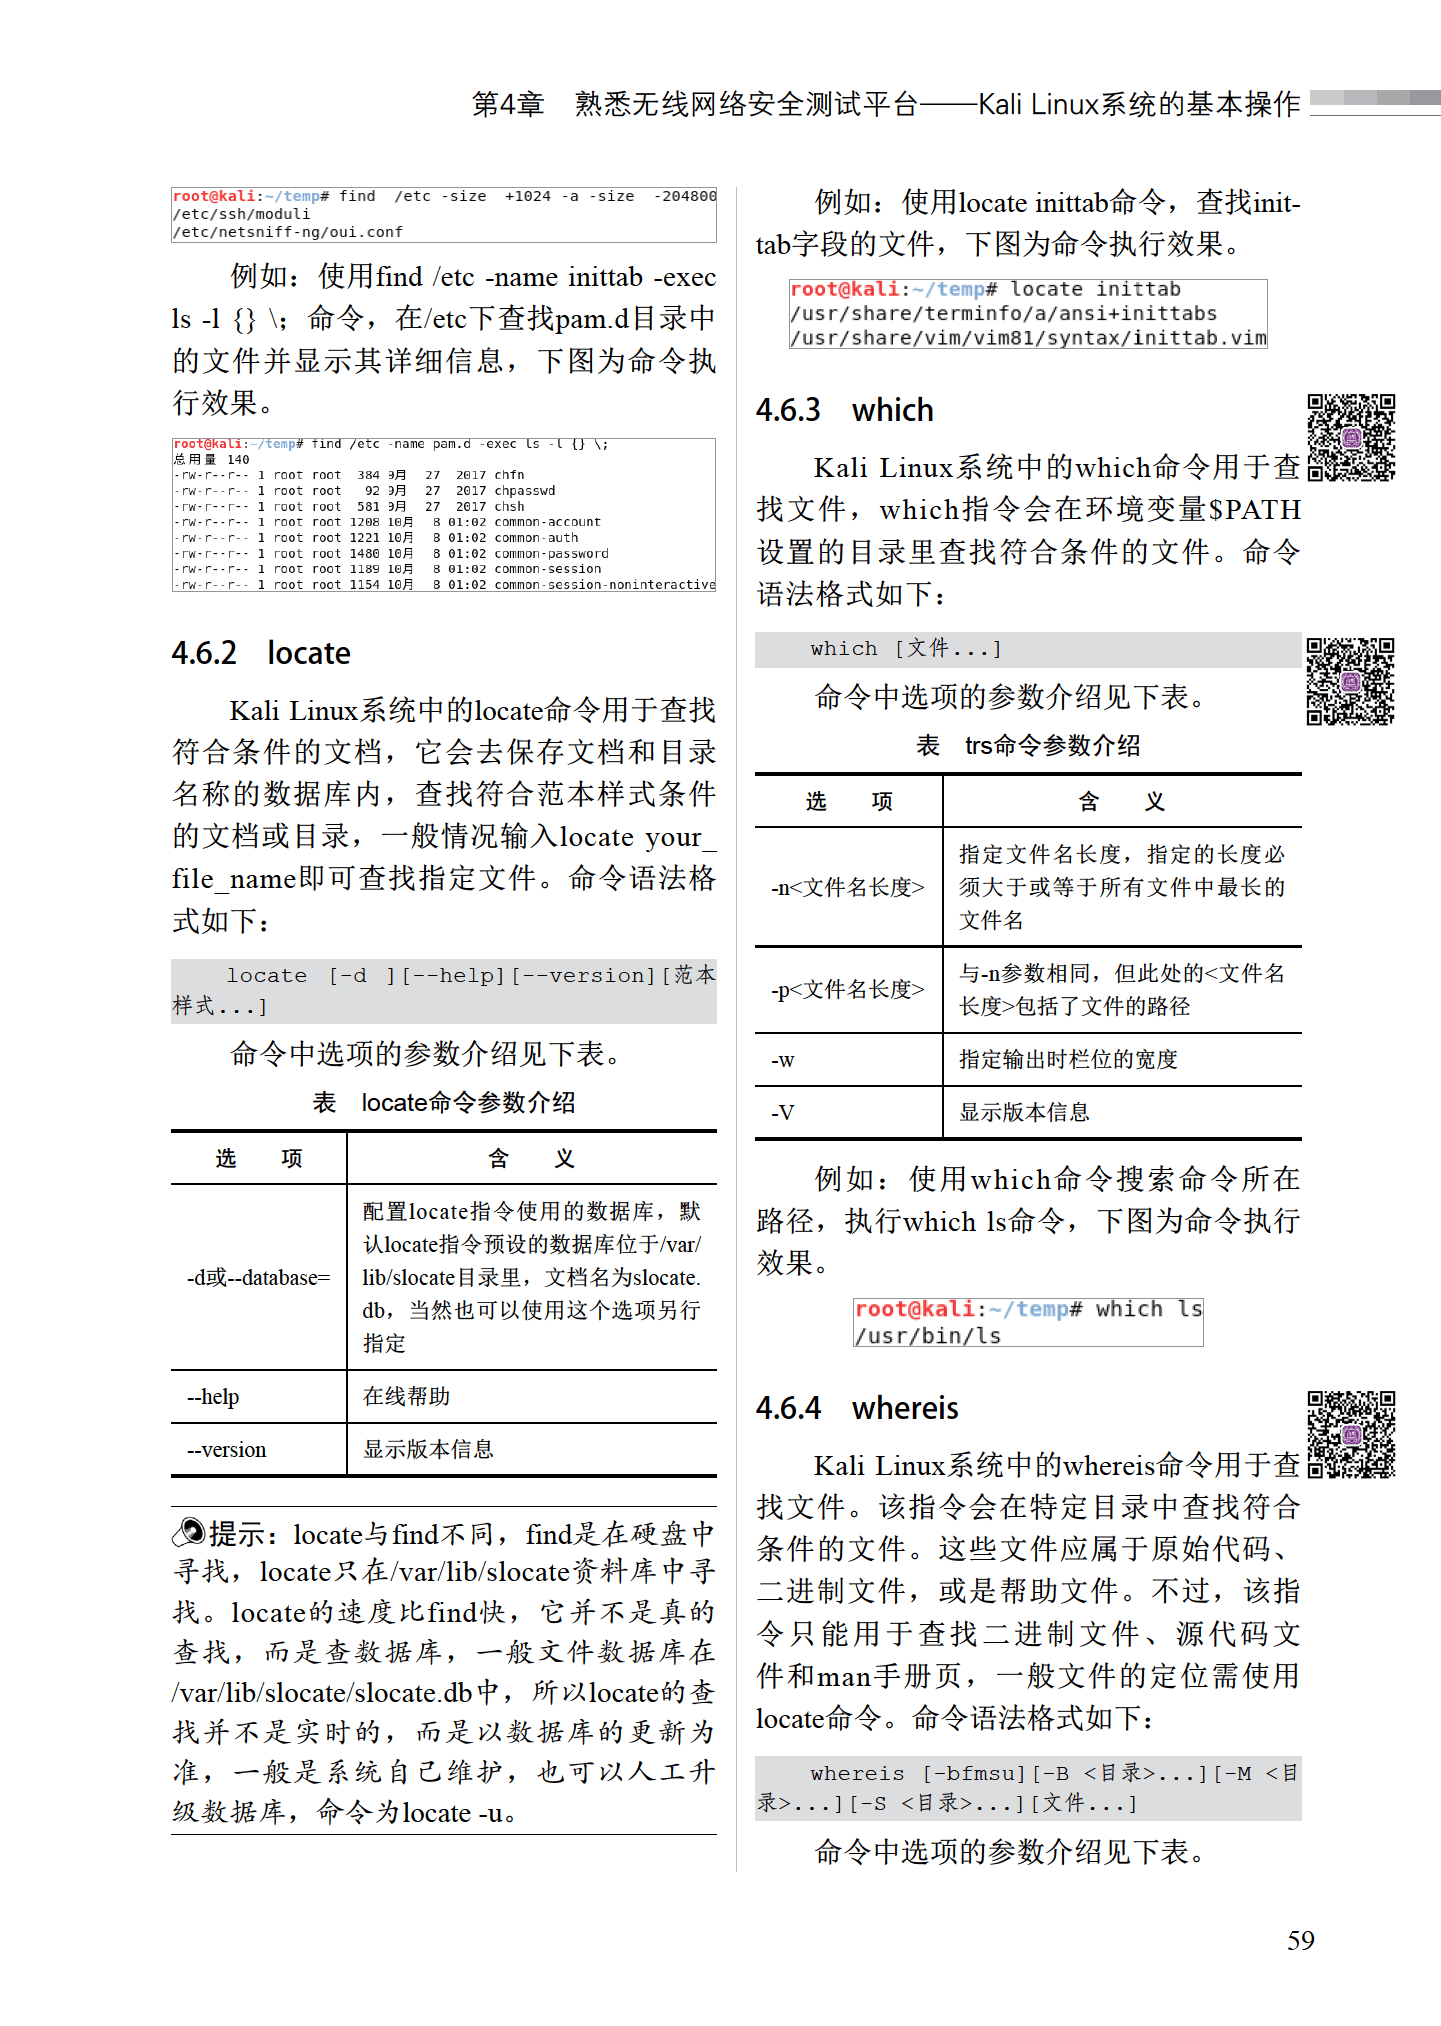 第4章 熟悉无线网络安全测试平台——Kali Linux系统的基本操作
root@kali:~/temp# find /etc -size +1024 -a -size -204800
/etc/ssh/moduli
/etc/netsniff-ng/oui.conf
例如：使用find /etc -name inittab -exec
ls -l {} \；命令，在/etc下查找pam.d目录中
的文件并显示其详细信息，下图为命令执
行效果。
root@kali:~/temp# find /etc -name pam.d -exec ls -l {} \;
总用量 140
-rw-r--r-- 1 root root 384 9月 27 2017 chfn
-rw-r--r-- 1 root root 92 9月 27 2017 chpasswd
-rw-r--r-- 1 root root 581 9月 27 2017 chsh
-rw-r--r-- 1 root root 1208 10月 8 01:02 common-account
-rw-r--r-- 1 root root 1221 10月 8 01:02 common-auth
-rw-r--r-- 1 root root 1480 10月 8 01:02 common-password
-rw-r--r-- 1 root root 1189 10月 8 01:02 common-session
-rw-r--r-- 1 root root 1154 10月 8 01:02 common-session-noninteractive
4.6.2 locate
Kali Linux系统中的locate命令用于查找
符合条件的文档，它会去保存文档和目录
名称的数据库内，查找符合范本样式条件
的文档或目录，一般情况输入locate your_
file_name即可查找指定文件。命令语法格
式如下：
locate [-d ][--help][--version][范本
样式...]
命令中选项的参数介绍见下表。
表 locate命令参数介绍
选 项 含 义
-d或--database= 配置locate指令使用的数据库，默
认locate指令预设的数据库位于/var/
lib/slocate目录里，文档名为slocate.
db，当然也可以使用这个选项另行
指定
--help 在线帮助
--version 显示版本信息
提示：locate与find不同，find是在硬盘中
寻找，locate只在/var/lib/slocate资料库中寻
找。locate的速度比find快，它并不是真的
查找，而是查数据库，一般文件数据库在
/var/lib/slocate/slocate.db中，所以locate的查
找并不是实时的，而是以数据库的更新为
准，一般是系统自己维护，也可以人工升
级数据库，命令为locate -u。
例如：使用locate inittab命令，查找init-
tab字段的文件，下图为命令执行效果。
root@kali:~/temp# locate inittab
/usr/share/terminfo/a/ansi+inittabs
/usr/share/vim/vim81/syntax/inittab.vim
4.6.3 which
Kali Linux系统中的which命令用于查
找文件，which指令会在环境变量$PATH
设置的目录里查找符合条件的文件。命令
语法格式如下：
which [文件...]
命令中选项的参数介绍见下表。
表 trs命令参数介绍
选 项 含 义
-n<文件名长度> 指定文件名长度，指定的长度必
须大于或等于所有文件中最长的
文件名
-p<文件名长度> 与-n参数相同，但此处的<文件名
长度>包括了文件的路径
-w 指定输出时栏位的宽度
-V 显示版本信息
例如：使用which命令搜索命令所在
路径，执行which ls命令，下图为命令执行
效果。
root@kali:~/temp# which ls
/usr/bin/ls
4.6.4 whereis
Kali Linux系统中的whereis命令用于查
找文件。该指令会在特定目录中查找符合
条件的文件。这些文件应属于原始代码、
二进制文件，或是帮助文件。不过，该指
令只能用于查找二进制文件、源代码文
件和man手册页，一般文件的定位需使用
locate命令。命令语法格式如下：
whereis [-bfmsu][-B <目录>...][-M <目
录>...][-S <目录>...][文件...]
命令中选项的参数介绍见下表。
59